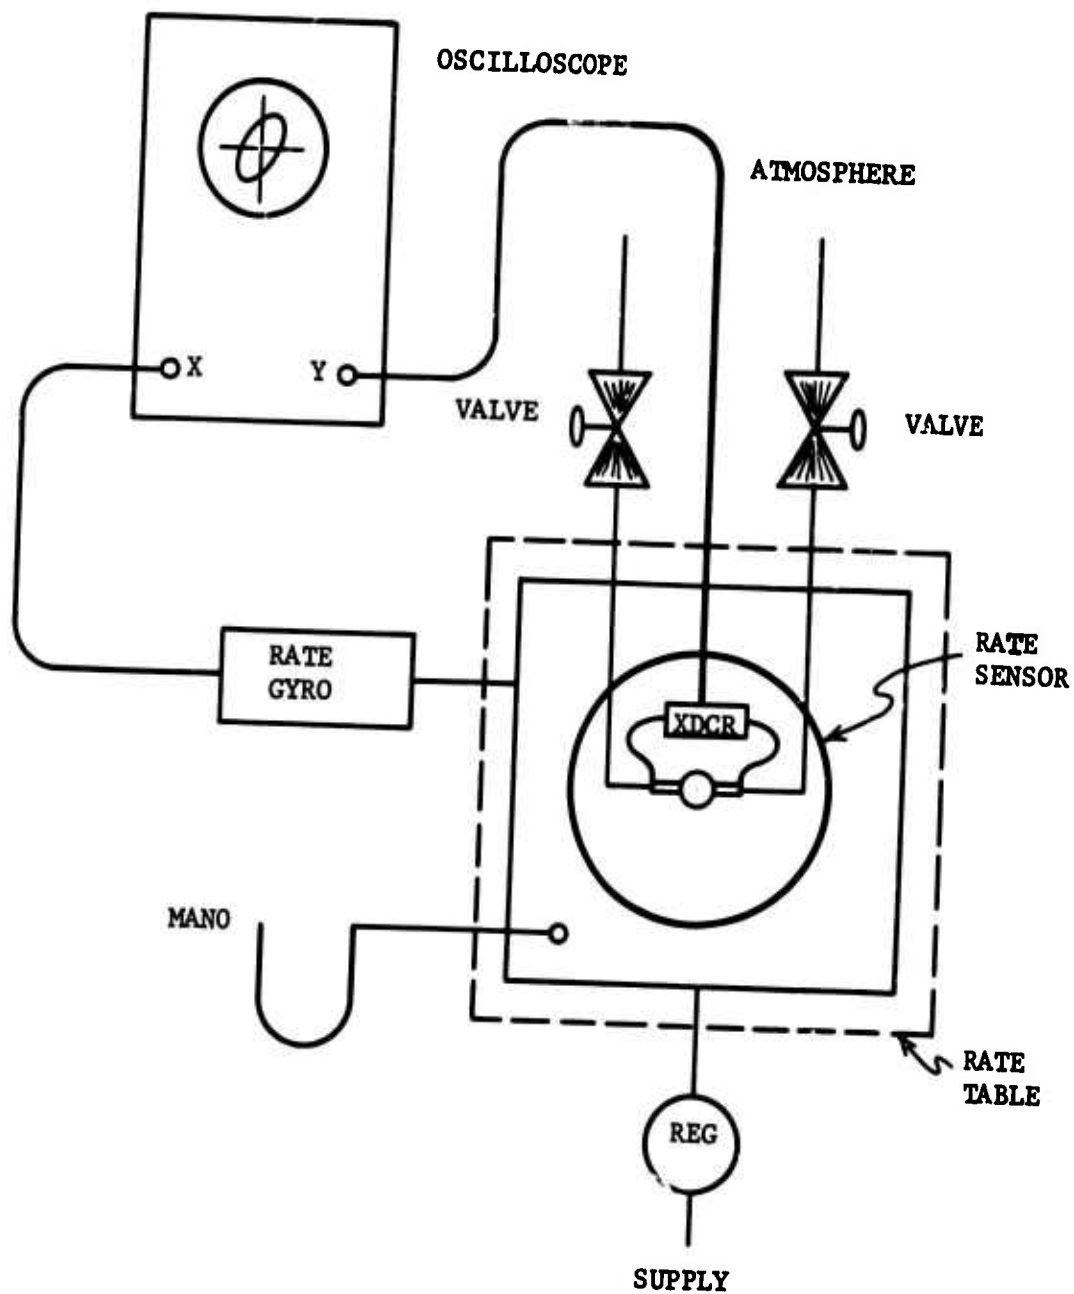 OSCILLOSCOPE
ATMOSPHERE
X
Y
VALVE
VALVE
RATE
GYRO
RATE
SENSOR
XDCR
MANO
RATE
TABLE
REG
SUPPLY